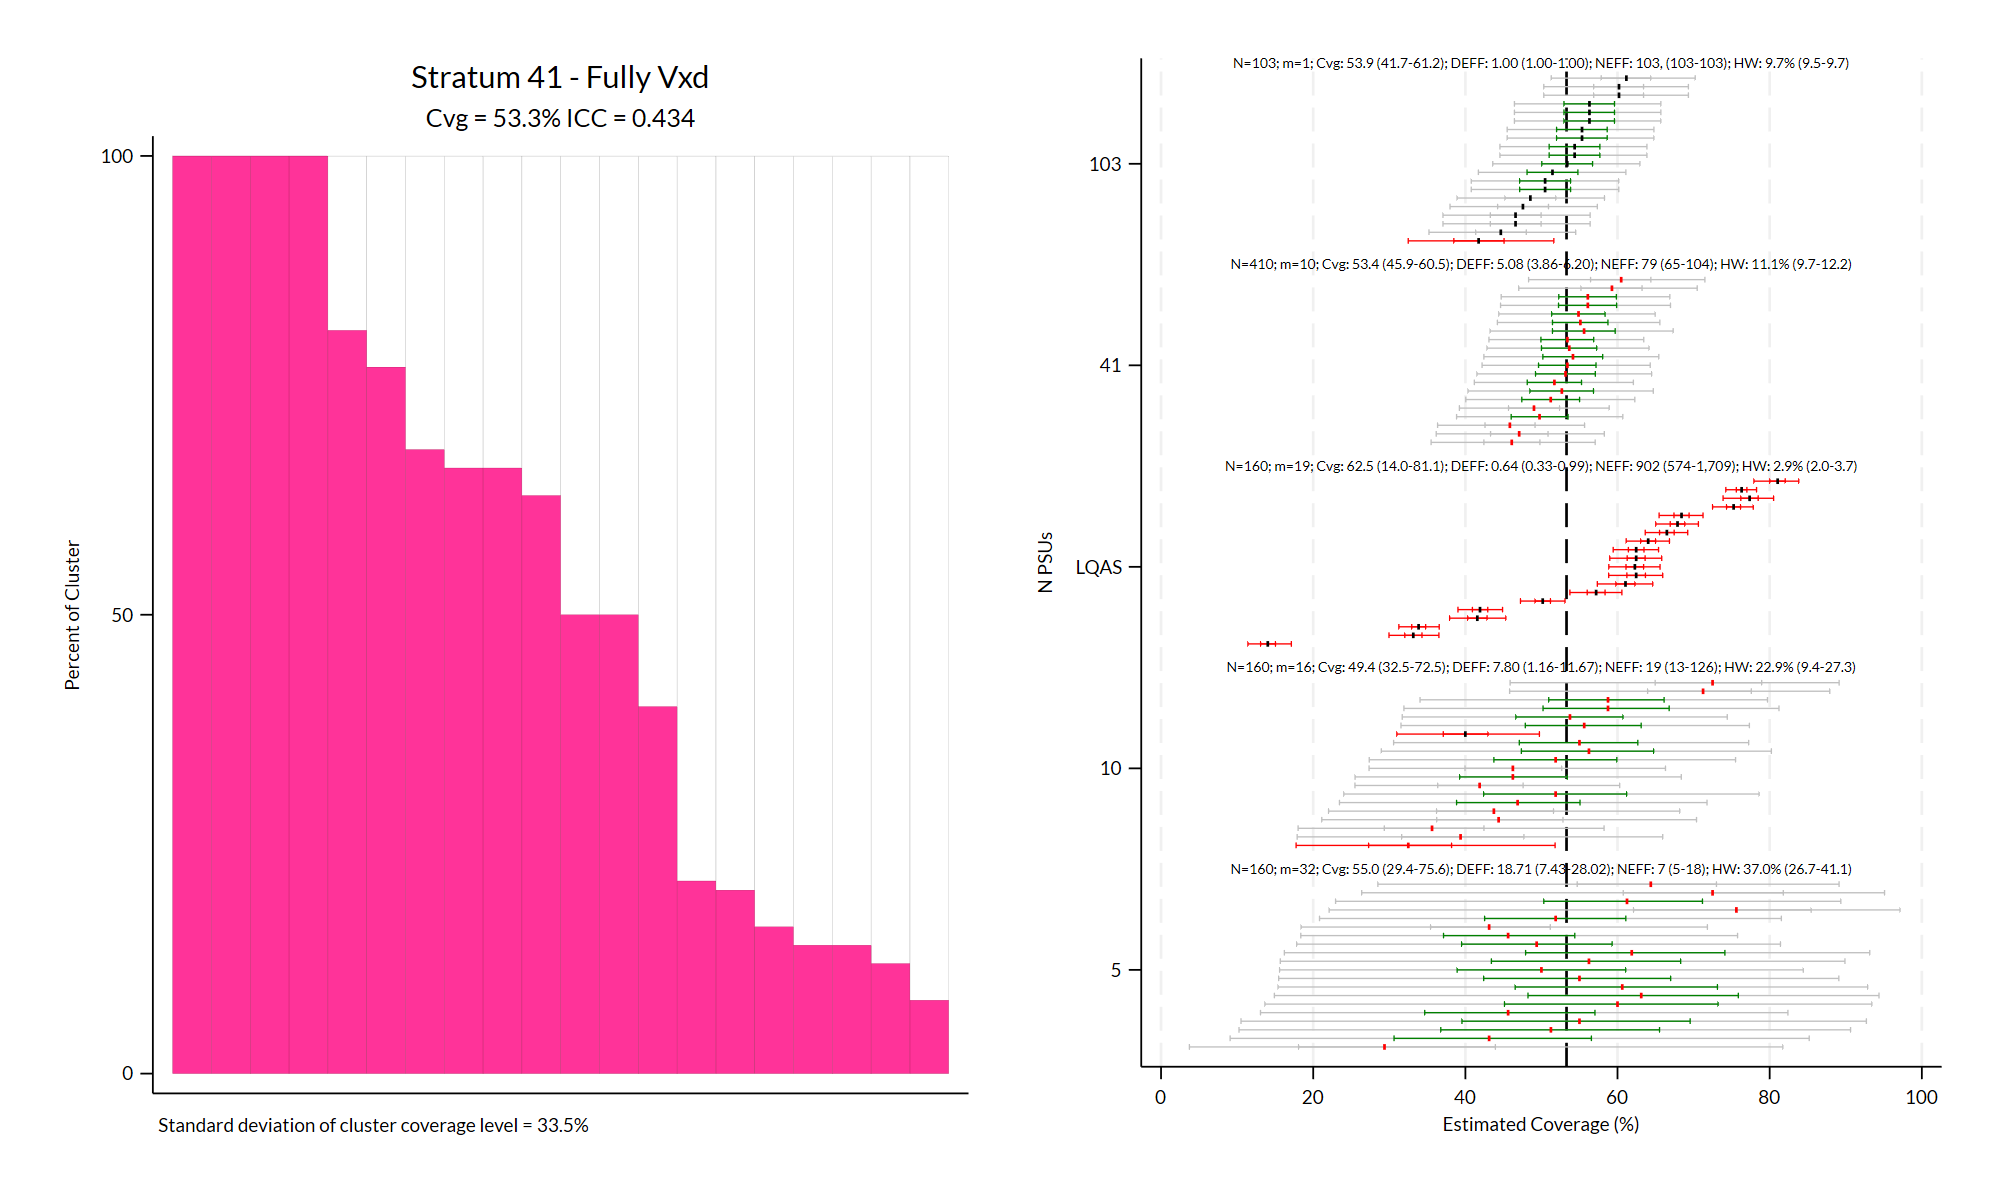 Stratum 41 - Fully Vxd
Cvg = 53.3% ICC = 0.434
100
50
0
Percent of Cluster
Standard deviation of cluster coverage level = 33.5%
N=103; m=1; Cvg: 53.9 (41.7-61.2); DEFF: 1.00 (1.00-1.00); NEFF: 103, (103-103); HW: 9.7% (9.5-9.7)
103
N=410; m=10; Cvg: 53.4 (45.9-60.5); DEFF: 5.08 (3.86-6.20); NEFF: 79 (65-104); HW: 11.1% (9.7-12.2)
41
N=160; m=19; Cvg: 62.5 (14.0-81.1); DEFF: 0.64 (0.33-0.99); NEFF: 902 (574-1,709); HW: 2.9% (2.0-3.7)
LQAS
N=160; m=16; Cvg: 49.4 (32.5-72.5); DEFF: 7.80 (1.16-11.67); NEFF: 19 (13-126); HW: 22.9% (9.4-27.3)
10
N=160; m=32; Cvg: 55.0 (29.4-75.6); DEFF: 18.71 (7.43-28.02); NEFF: 7 (5-18); HW: 37.0% (26.7-41.1)
5
N PSUs
0 20 40 60 80 100
Estimated Coverage (%)